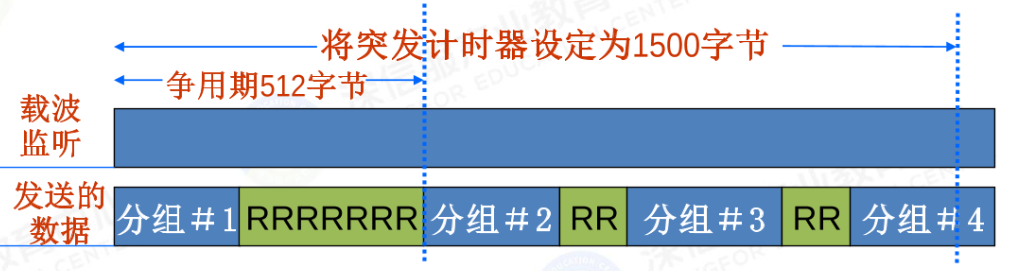 将突发计时器设定为1500字节
争用期512字节
载波
监听
发送的
数据
分组＃1
RRRRRRR
分组＃2
RR
分组＃3
RR
分组＃4